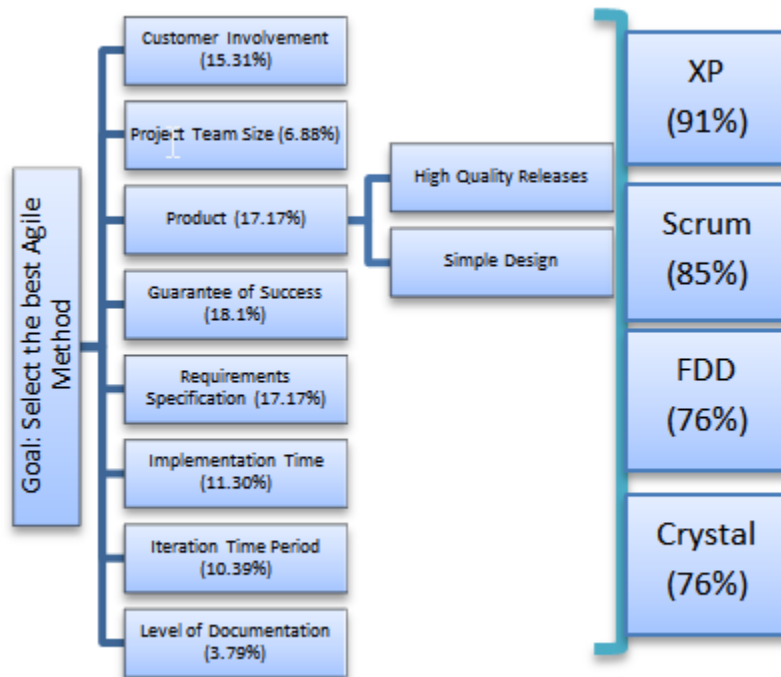 Goal: Select the best Agile
Method
Customer Involvement
(15.31%)
Project Team Size (6.88%)
Product (17.17%)
Guarantee of Success
(18.1%)
Requirements
Specification (17.17%)
Implementation Time
(11.30%)
Iteration Time Period
(10.39%)
Level of Documentation
(3.79%)
High Quality Releases
Simple Design
XP
(91%)
Scrum
(85%)
FDD
(76%)
Crystal
(76%)